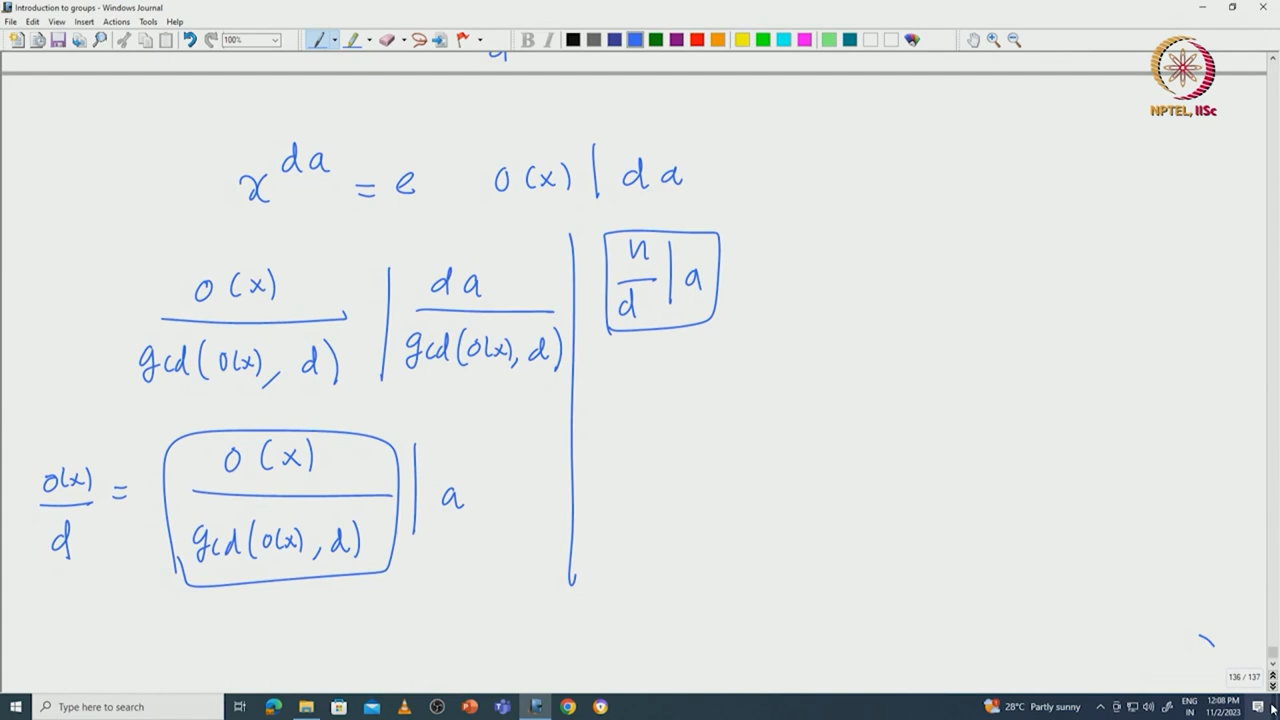 Introduction to groups - Windows Journal
File Edit View Insert Actions Tools Help
100%
B I
NPTEL, IISc
x^{da} = e    o(x) | da
o(x) / gcd(o(x), d) | da / gcd(o(x), d)
n/d | a
o(x)/d = o(x) / gcd(o(x), d) | a
136 / 137
Type here to search
28°C Partly sunny
ENG
IN
12:08 PM
11/2/2023